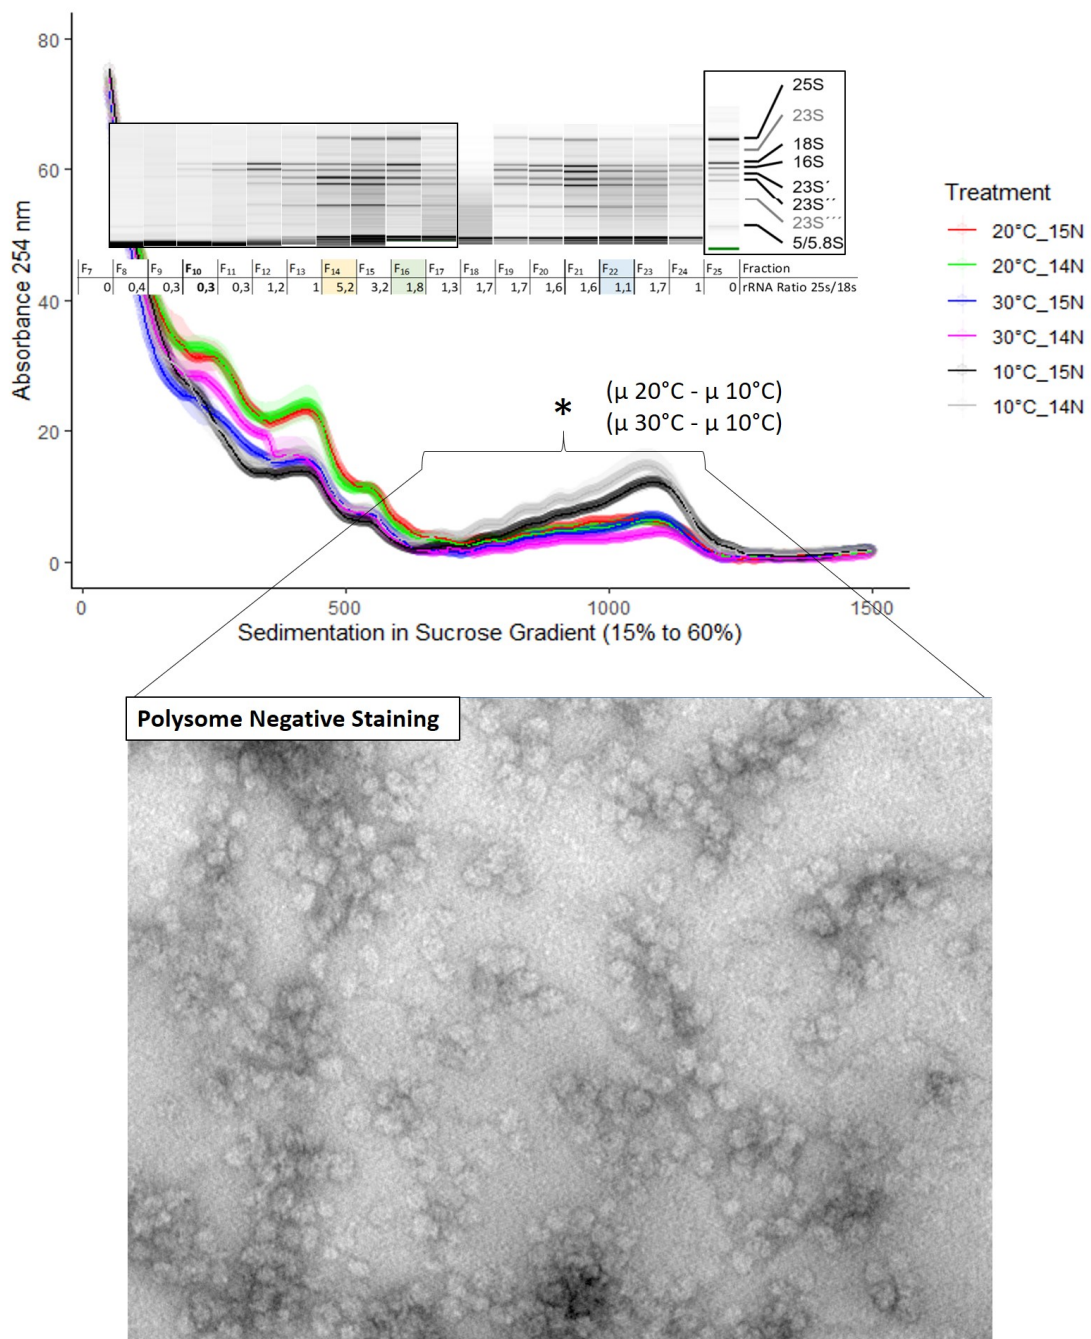 80
60
40
20
0
Absorbance 254 nm
25S
23S
18S
16S
23S´
23S´´
23S´´´
5/5.8S
F7 F8 F9 F10 F11 F12 F13 F14 F15 F16 F17 F18 F19 F20 F21 F22 F23 F24 F25 Fraction
0 0,4 0,3 0,3 0,3 1,2 1 5,2 3,2 1,8 1,3 1,7 1,7 1,6 1,6 1,1 1,7 1 0 rRNA Ratio 25s/18s
Treatment
20°C_15N
20°C_14N
30°C_15N
30°C_14N
10°C_15N
10°C_14N
* (μ 20°C - μ 10°C)
(μ 30°C - μ 10°C)
0 500 1000 1500
Sedimentation in Sucrose Gradient (15% to 60%)
Polysome Negative Staining